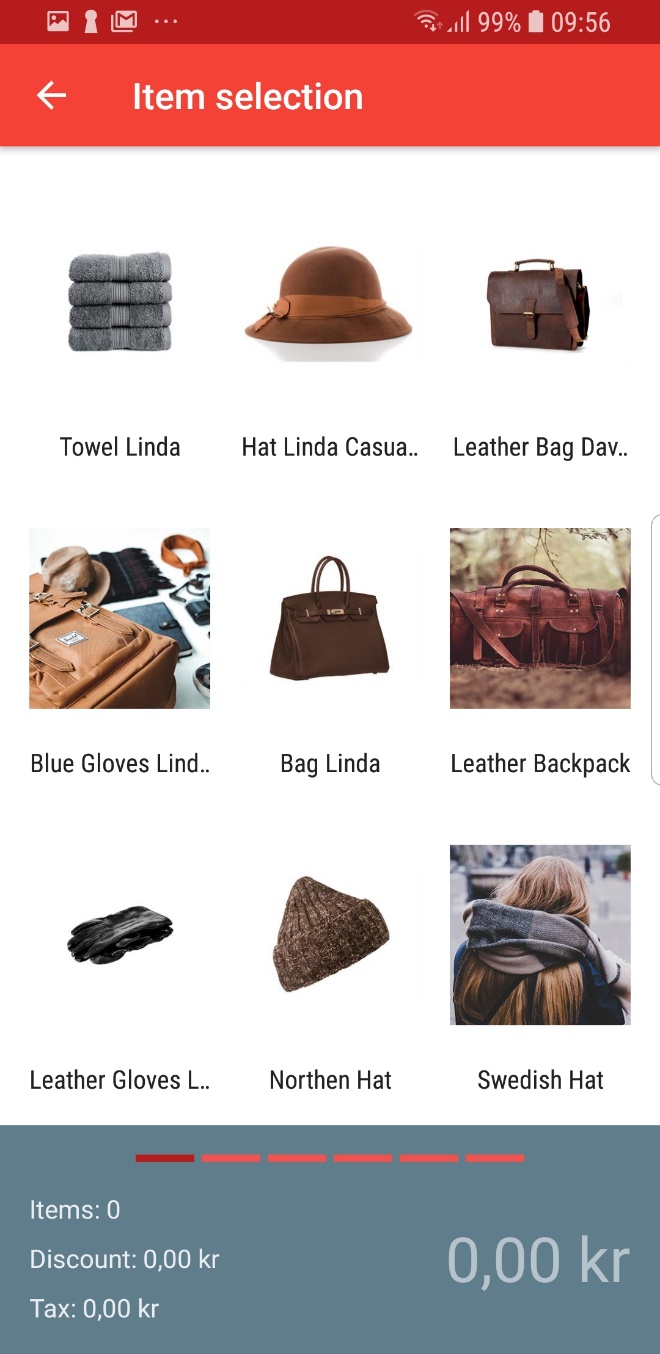 99% 09:56
Item selection
Towel Linda
Hat Linda Casua..
Leather Bag Dav..
Blue Gloves Lind..
Bag Linda
Leather Backpack
Leather Gloves L..
Northen Hat
Swedish Hat
Items: 0
Discount: 0,00 kr
0,00 kr
Tax: 0,00 kr